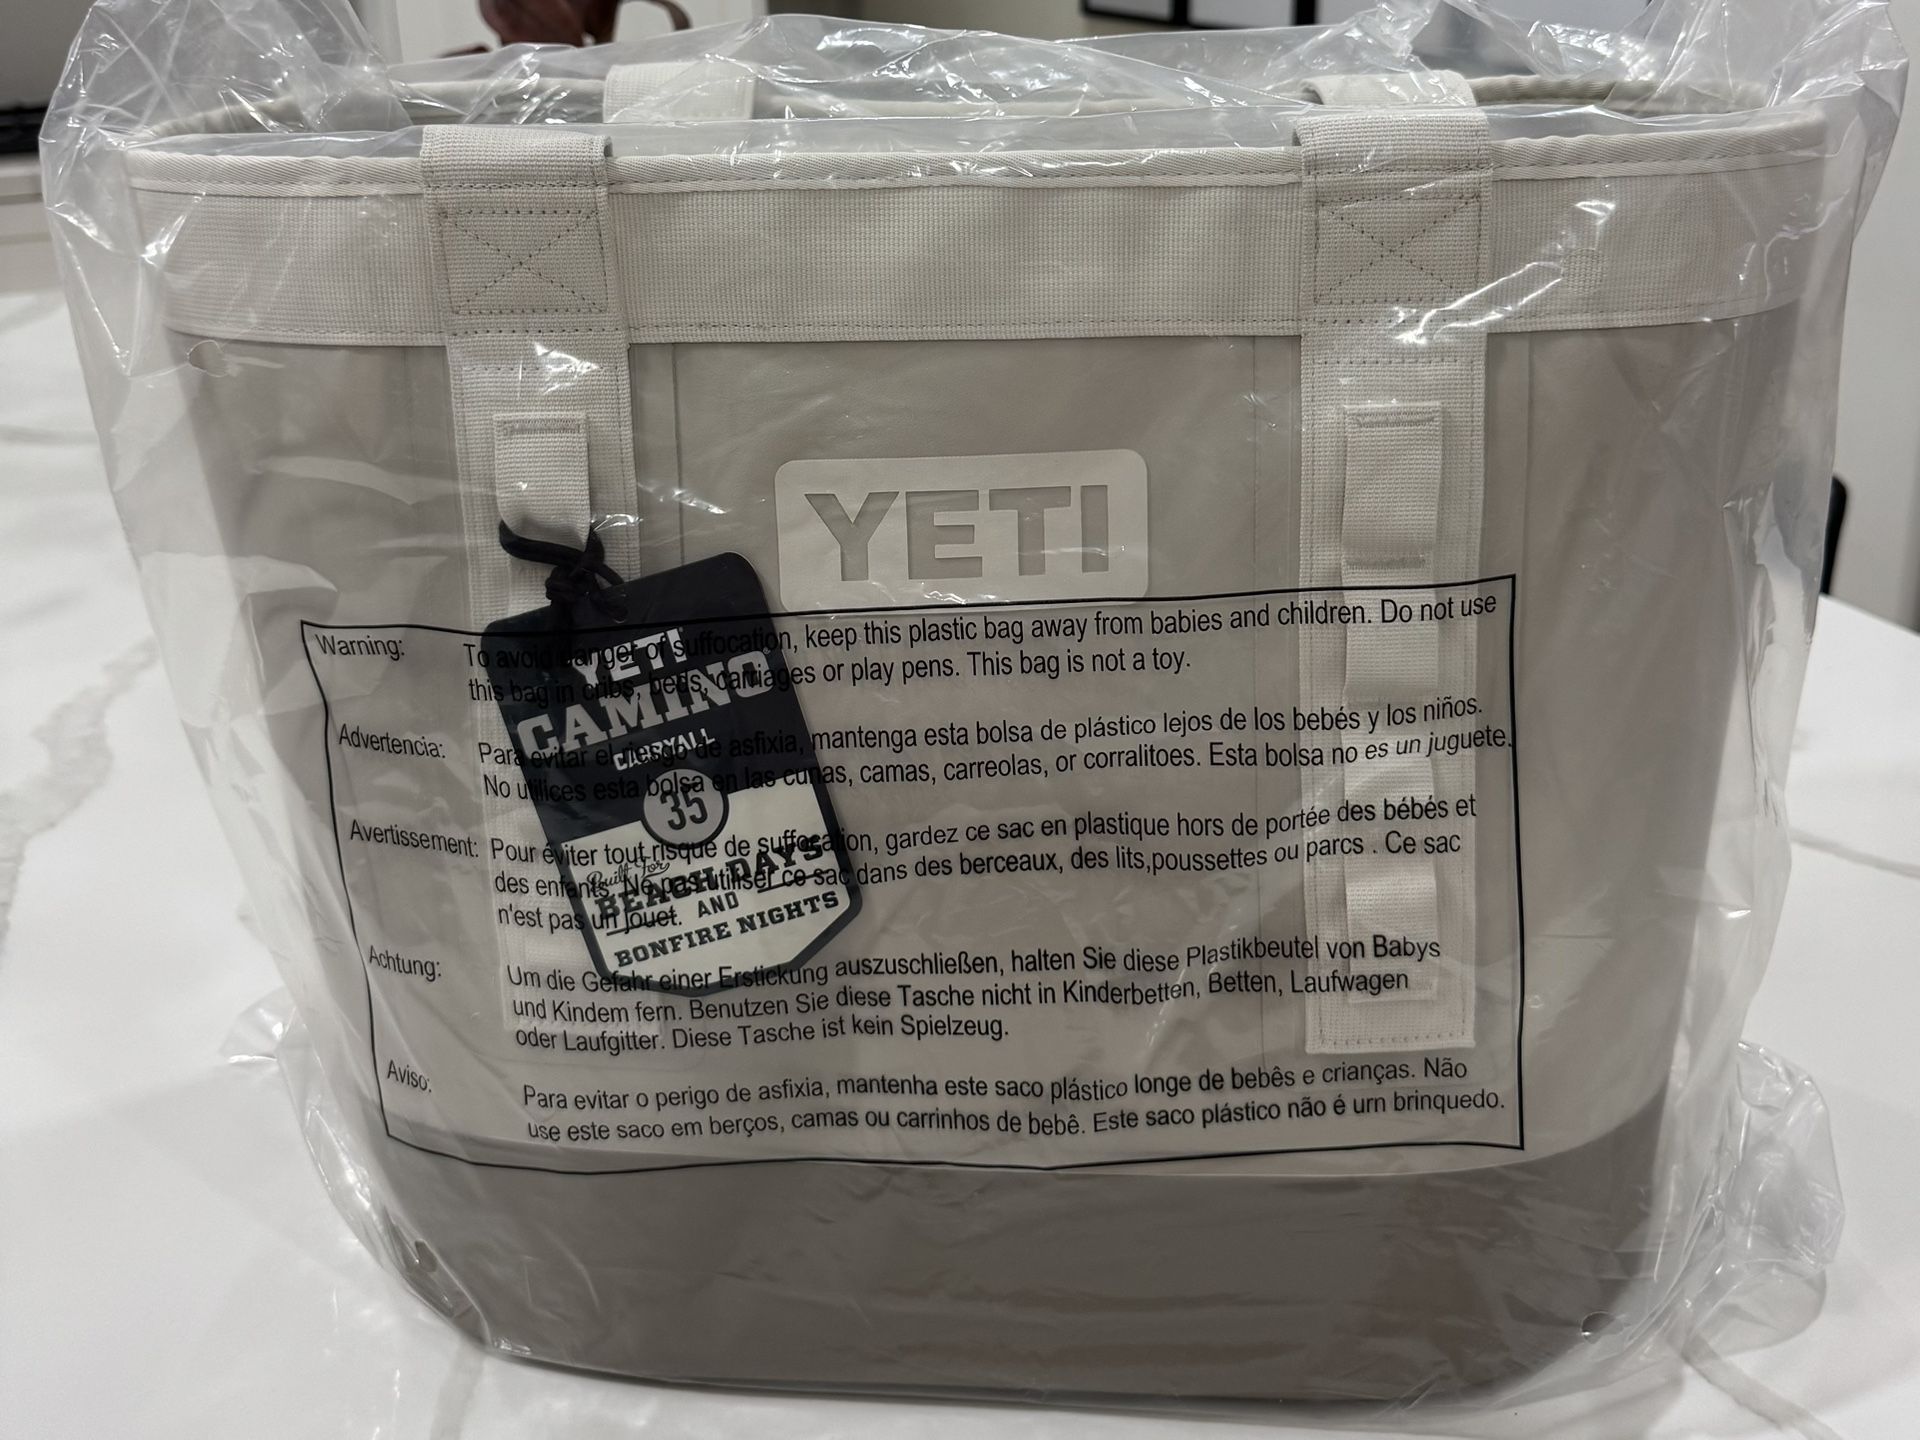 YETI
Warning:
To avoid danger of suffocation, keep this plastic bag away from babies and children. Do not use
this bag in cribs, beds, carriages or play pens. This bag is not a toy.
Advertencia:
Para evitar el riesgo de asfixia, mantenga esta bolsa de plástico lejos de los bebés y los niños.
No utilices esta bolsa en las cunas, camas, carreolas, or corralitoes. Esta bolsa no es un juguete.
Avertissement:
Pour éviter tout risque de suffocation, gardez ce sac en plastique hors de portée des bébés et
des enfants. Ne pas utiliser ce sac dans des berceaux, des lits,poussettes ou parcs . Ce sac
n'est pas un jouet.
Achtung:
Um die Gefahr einer Erstickung auszuschließen, halten Sie diese Plastikbeutel von Babys
und Kindem fern. Benutzen Sie diese Tasche nicht in Kinderbetten, Betten, Laufwagen
oder Laufgitter. Diese Tasche ist kein Spielzeug.
Aviso:
Para evitar o perigo de asfixia, mantenha este saco plástico longe de bebês e crianças. Não
use este saco em berços, camas ou carrinhos de bebê. Este saco plástico não é urn brinquedo.
YETI
CAMINO
CARRYALL
35
Built For
BEACH DAYS
AND
BONFIRE NIGHTS